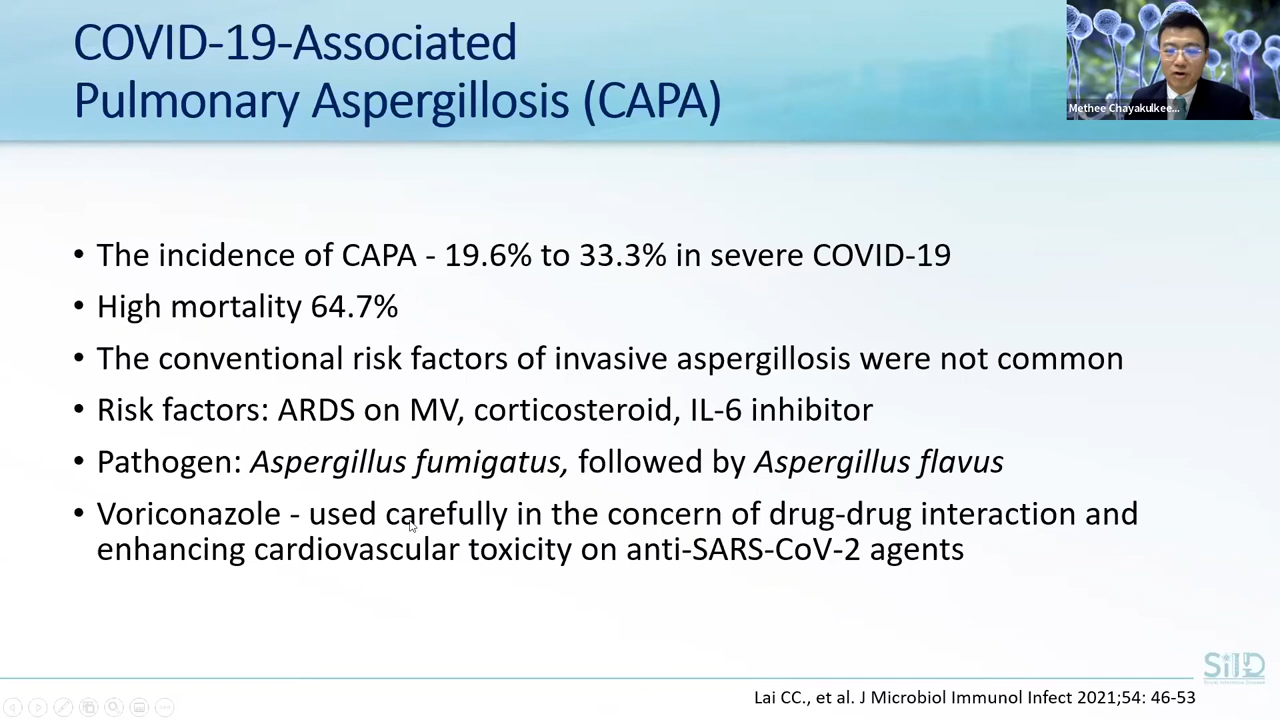 COVID-19-Associated
Pulmonary Aspergillosis (CAPA)
Methee Chayakulkee...
• The incidence of CAPA - 19.6% to 33.3% in severe COVID-19
• High mortality 64.7%
• The conventional risk factors of invasive aspergillosis were not common
• Risk factors: ARDS on MV, corticosteroid, IL-6 inhibitor
• Pathogen: Aspergillus fumigatus, followed by Aspergillus flavus
• Voriconazole - used carefully in the concern of drug-drug interaction and
enhancing cardiovascular toxicity on anti-SARS-CoV-2 agents
SiID
Lai CC., et al. J Microbiol Immunol Infect 2021;54: 46-53